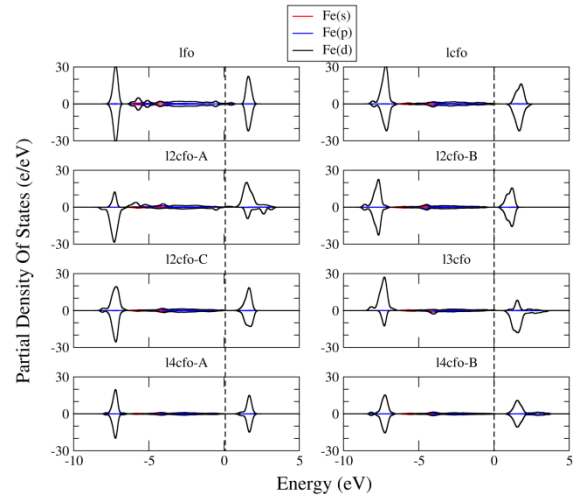 Fe(s)
Fe(p)
Fe(d)
lfo
lcfo
30
0
-30
30
0
-30
l2cfo-A
l2cfo-B
30
0
-30
30
0
-30
l2cfo-C
l3cfo
30
0
-30
30
0
-30
l4cfo-A
l4cfo-B
30
0
-30
30
0
-30
-10
-5
0
5
-10
-5
0
5
Partial Density Of States (e/eV)
Energy (eV)